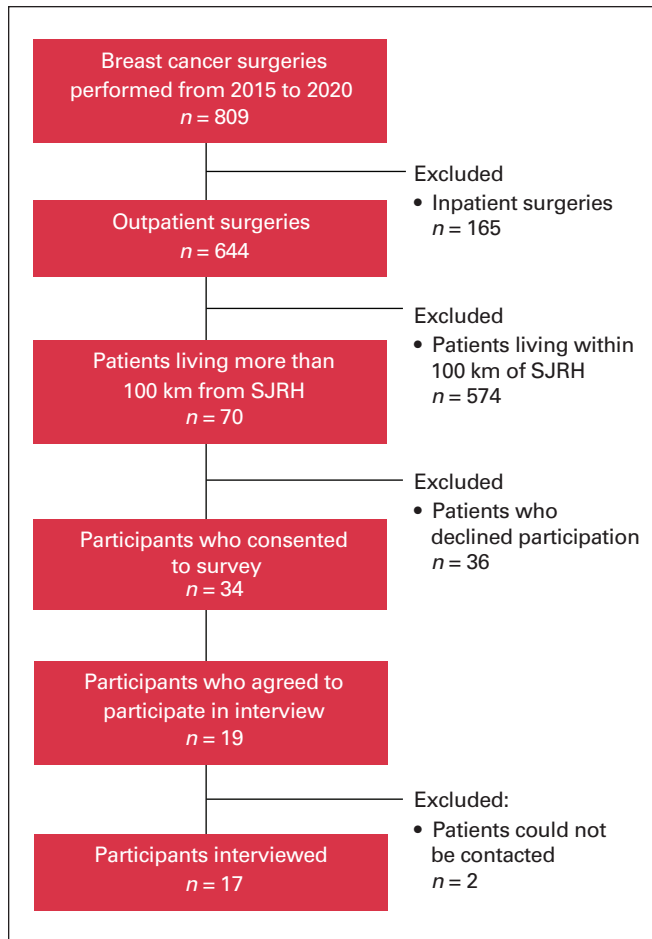 Breast cancer surgeries
performed from 2015 to 2020
n = 809
Excluded
• Inpatient surgeries
n = 165
Outpatient surgeries
n = 644
Excluded
• Patients living within
100 km of SJRH
n = 574
Patients living more than
100 km from SJRH
n = 70
Excluded
• Patients who
declined participation
n = 36
Participants who consented
to survey
n = 34
Participants who agreed to
participate in interview
n = 19
Excluded:
• Patients could not
be contacted
n = 2
Participants interviewed
n = 17